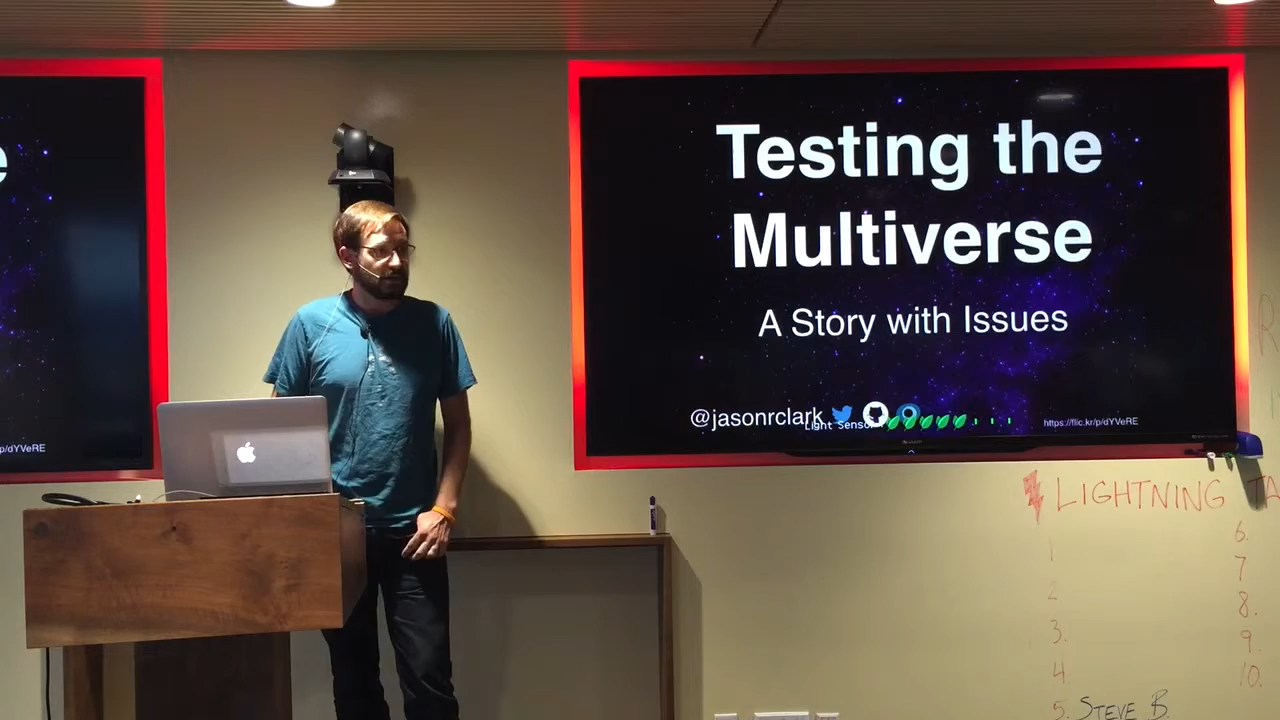 Testing the
Multiverse
A Story with Issues
@jasonrclark
Light Sensor
https://flic.kr/p/dYVeRE
e
p/dYVeRE
LIGHTNING TA
1
2
3.
4.
5. STEVE B.
6.
7
8.
9.
10.
R